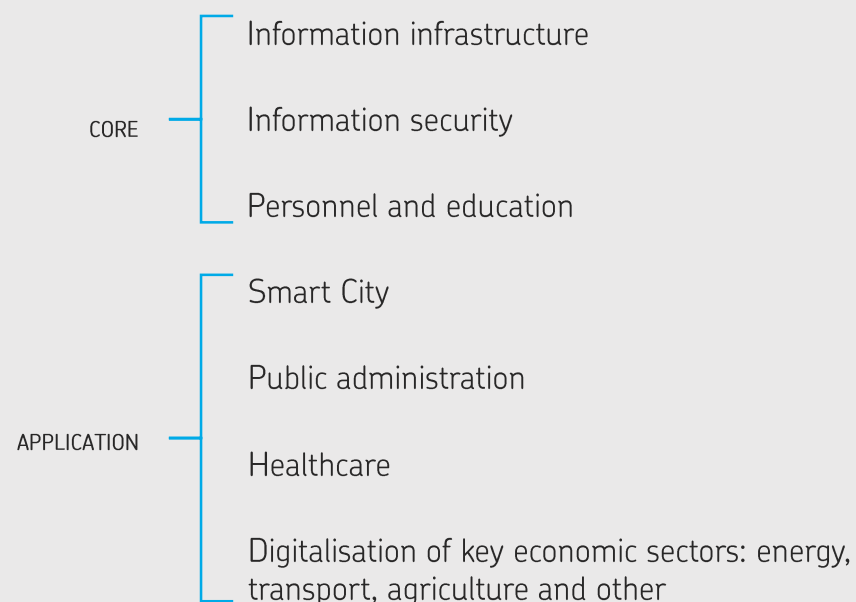 Information infrastructure
CORE
Information security
Personnel and education
Smart City
Public administration
APPLICATION
Healthcare
Digitalisation of key economic sectors: energy,
transport, agriculture and other